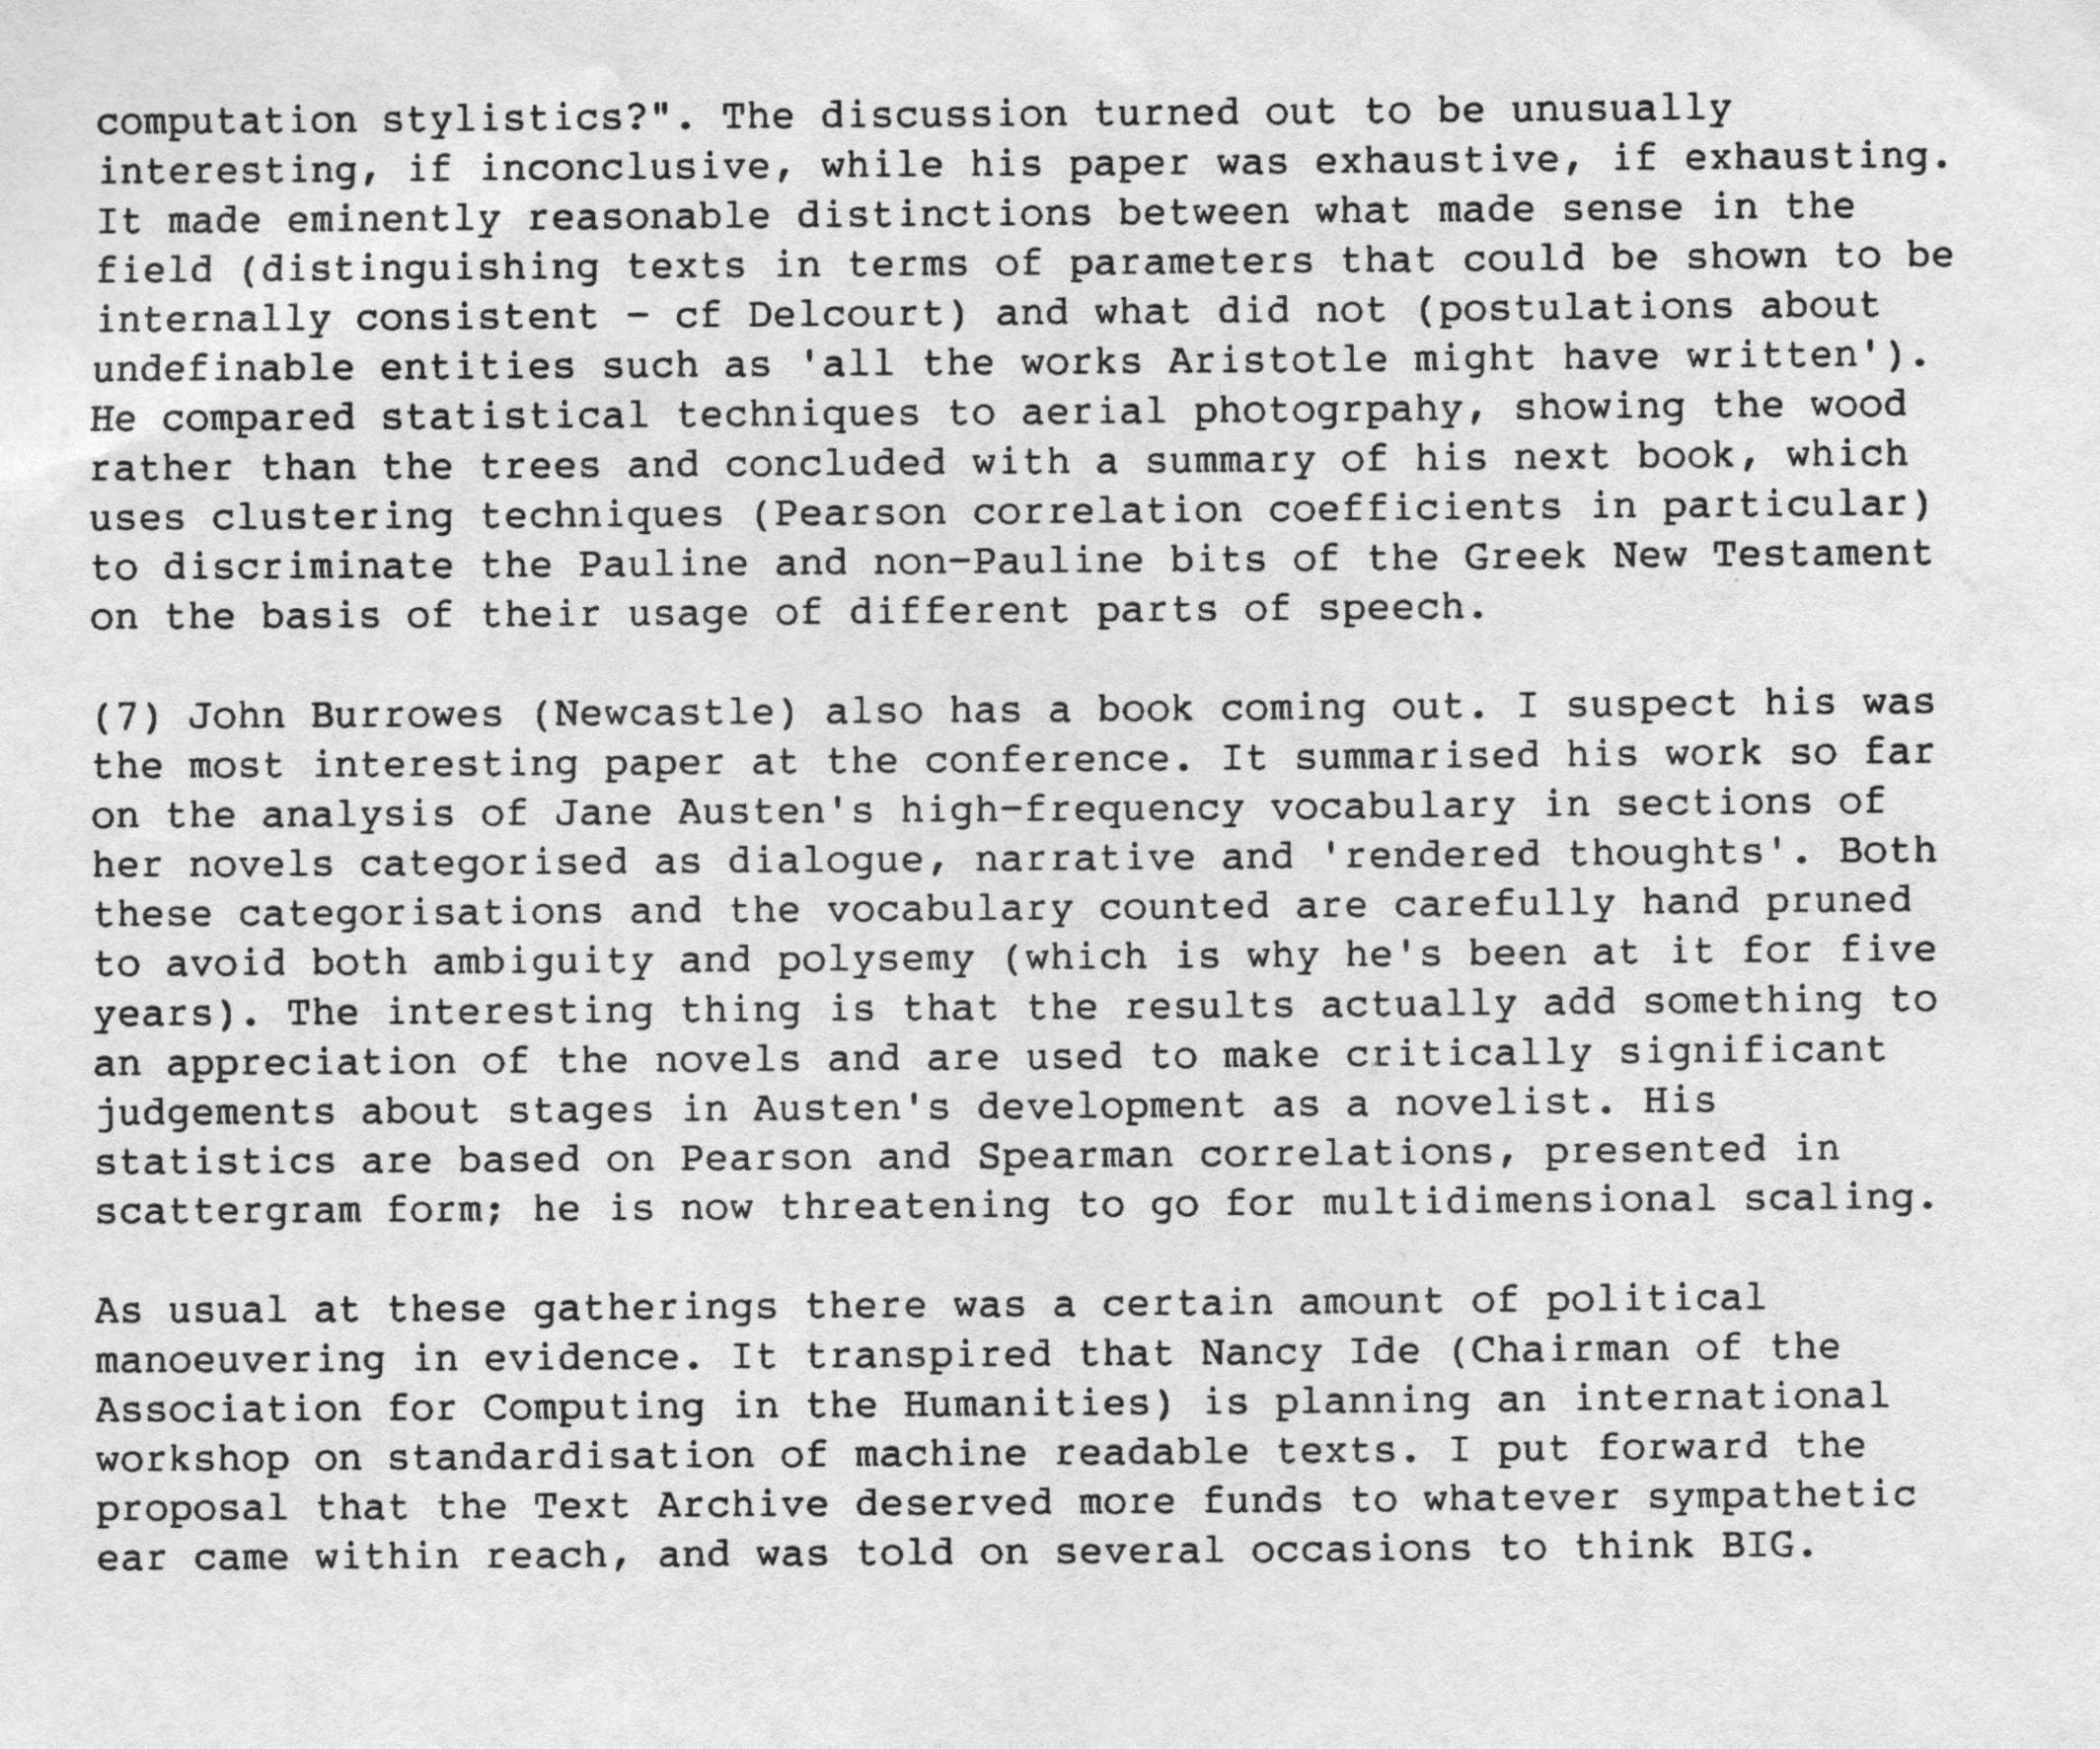 computation stylistics?". The discussion turned out to be unusually
interesting, if inconclusive, while his paper was exhaustive, if exhausting.
It made eminently reasonable distinctions between what made sense in the
field (distinguishing texts in terms of parameters that could be shown to be
internally consistent - cf Delcourt) and what did not (postulations about
undefinable entities such as 'all the works Aristotle might have written').
He compared statistical techniques to aerial photogrpahy, showing the wood
rather than the trees and concluded with a summary of his next book, which
uses clustering techniques (Pearson correlation coefficients in particular)
to discriminate the Pauline and non-Pauline bits of the Greek New Testament
on the basis of their usage of different parts of speech.

(7) John Burrowes (Newcastle) also has a book coming out. I suspect his was
the most interesting paper at the conference. It summarised his work so far
on the analysis of Jane Austen's high-frequency vocabulary in sections of
her novels categorised as dialogue, narrative and 'rendered thoughts'. Both
these categorisations and the vocabulary counted are carefully hand pruned
to avoid both ambiguity and polysemy (which is why he's been at it for five
years). The interesting thing is that the results actually add something to
an appreciation of the novels and are used to make critically significant
judgements about stages in Austen's development as a novelist. His
statistics are based on Pearson and Spearman correlations, presented in
scattergram form; he is now threatening to go for multidimensional scaling.

As usual at these gatherings there was a certain amount of political
manoeuvering in evidence. It transpired that Nancy Ide (Chairman of the
Association for Computing in the Humanities) is planning an international
workshop on standardisation of machine readable texts. I put forward the
proposal that the Text Archive deserved more funds to whatever sympathetic
ear came within reach, and was told on several occasions to think BIG.